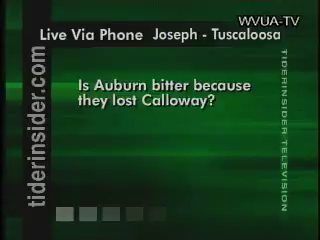 WVUA-TV
Live Via Phone Joseph - Tuscaloosa
Is Auburn bitter because
they lost Calloway?
tiderinsider.com
TIDERINSIDER TELEVISION